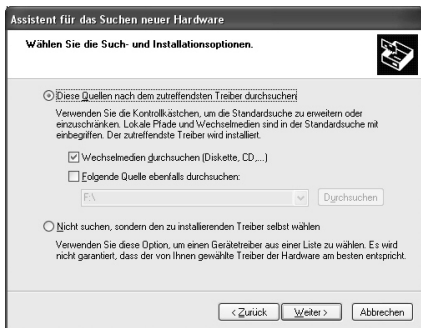 Assistent für das Suchen neuer Hardware
Wählen Sie die Such- und Installationsoptionen.
Diese Quellen nach dem zutreffendsten Treiber durchsuchen
Verwenden Sie die Kontrollkästchen, um die Standardsuche zu erweitern oder
einzuschränken. Lokale Pfade und Wechselmedien sind in der Standardsuche mit
einbegriffen. Der zutreffendste Treiber wird installiert.
Wechselmedien durchsuchen (Diskette, CD,...)
Folgende Quelle ebenfalls durchsuchen:
F:\
Durchsuchen
Nicht suchen, sondern den zu installierenden Treiber selbst wählen
Verwenden Sie diese Option, um einen Gerätetreiber aus einer Liste zu wählen. Es wird
nicht garantiert, dass der von Ihnen gewählte Treiber der Hardware am besten entspricht.
< Zurück Weiter > Abbrechen